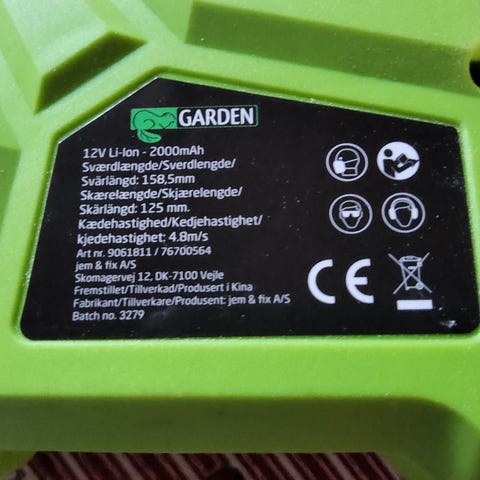 GARDEN
12V Li-Ion - 2000mAh
Sværdlængde/Sverdlengde/
Svärlängd: 158,5mm
Skærelængde/Skjærelengde/
Skärlängd: 125 mm.
Kædehastighed/Kedjehastighet/
kjedehastighet: 4.8m/s
Art nr. 9061811 / 76700564
jem & fix A/S
Skomagervej 12, DK-7100 Vejle
Fremstillet/Tillverkad/Produsert i Kina
Fabrikant/Tillverkare/Produsent: jem & fix A/S
Batch no. 3279
CE